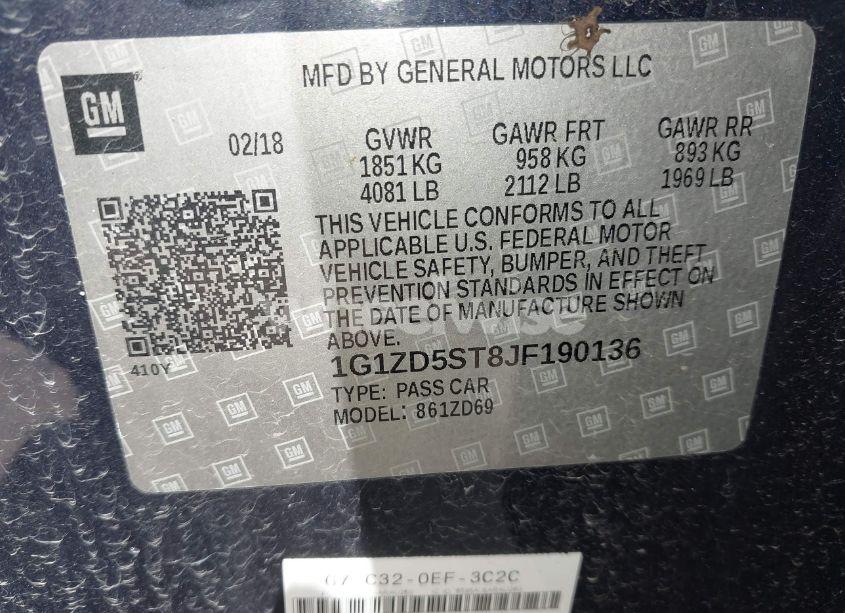 MFD BY GENERAL MOTORS LLC
GM
02/18
GVWR GAWR FRT GAWR RR
1851 KG 958 KG 893 KG
4081 LB 2112 LB 1969 LB
THIS VEHICLE CONFORMS TO ALL
APPLICABLE U.S. FEDERAL MOTOR
VEHICLE SAFETY, BUMPER, AND THEFT
PREVENTION STANDARDS IN EFFECT ON
THE DATE OF MANUFACTURE SHOWN
ABOVE.
410Y
1G1ZD5ST8JF190136
TYPE: PASS CAR
MODEL: 861ZD69
C32-0EF-3C2C